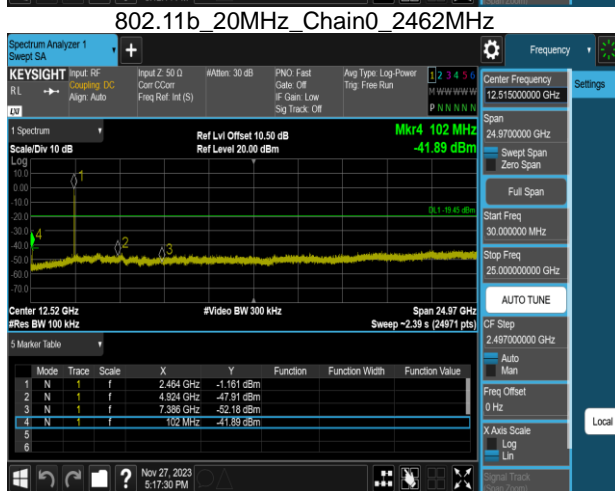 802.11b_20MHz_Chain0_2462MHz
Spectrum Analyzer 1
Swept SA
Frequency
KEYSIGHT
RL
LXI
Input: RF
Coupling: DC
Align: Auto
Input Z: 50 Ω
Corr CCorr
Freq Ref: Int (S)
#Atten: 30 dB
PNO: Fast
Gate: Off
IF Gain: Low
Sig Track: Off
Avg Type: Log-Power
Trig: Free Run
1 2 3 4 5 6
M W W W W W
P N N N N N
Center Frequency
12.515000000 GHz
Settings
1 Spectrum
Scale/Div 10 dB
Ref Lvl Offset 10.50 dB
Ref Level 20.00 dBm
Mkr4 102 MHz
-41.89 dBm
Span
24.9700000 GHz
Swept Span
Zero Span
Full Span
Log
10.0
0.00
-10.0
-20.0
-30.0
-40.0
-50.0
-60.0
-70.0
1
2
3
4
DL1 -19.45 dBm
Start Freq
30.000000 MHz
Stop Freq
25.000000000 GHz
AUTO TUNE
Center 12.52 GHz
#Res BW 100 kHz
#Video BW 300 kHz
Span 24.97 GHz
Sweep ~2.39 s (24971 pts)
CF Step
2.497000000 GHz
Auto
Man
5 Marker Table
Mode Trace Scale X Y Function Function Width Function Value
1 N 1 f 2.464 GHz -1.161 dBm
2 N 1 f 4.924 GHz -47.91 dBm
3 N 1 f 7.386 GHz -52.18 dBm
4 N 1 f 102 MHz -41.89 dBm
5
6
Freq Offset
0 Hz
X Axis Scale
Log
Lin
Local
Signal Track
(Span Zoom)
?
Nov 27, 2023
5:17:30 PM